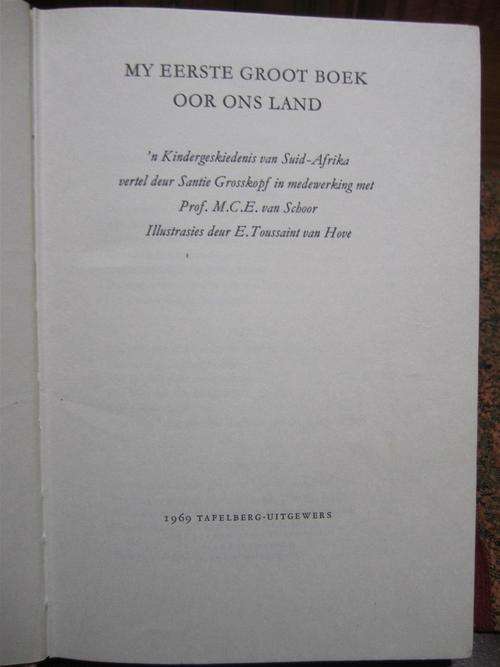 MY EERSTE GROOT BOEK
OOR ONS LAND
'n Kindergeskiedenis van Suid-Afrika
vertel deur Santie Grosskopf in medewerking met
Prof. M.C.E. van Schoor
Illustrasies deur E. Toussaint van Hove
1969 TAFELBERG-UITGEWERS